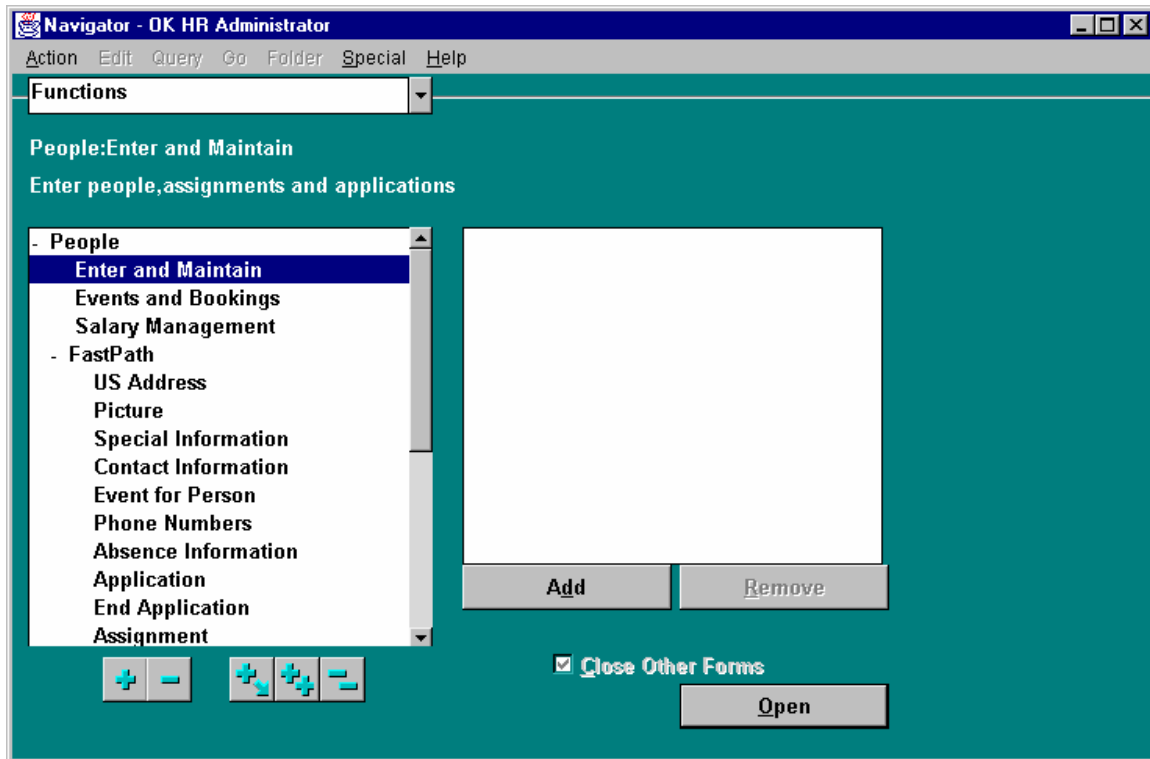 Navigator - OK HR Administrator
Action Edit Query Go Folder Special Help
Functions
People:Enter and Maintain
Enter people,assignments and applications
- People
Enter and Maintain
Events and Bookings
Salary Management
- FastPath
US Address
Picture
Special Information
Contact Information
Event for Person
Phone Numbers
Absence Information
Application
End Application
Assignment
Add Remove
Close Other Forms
Open